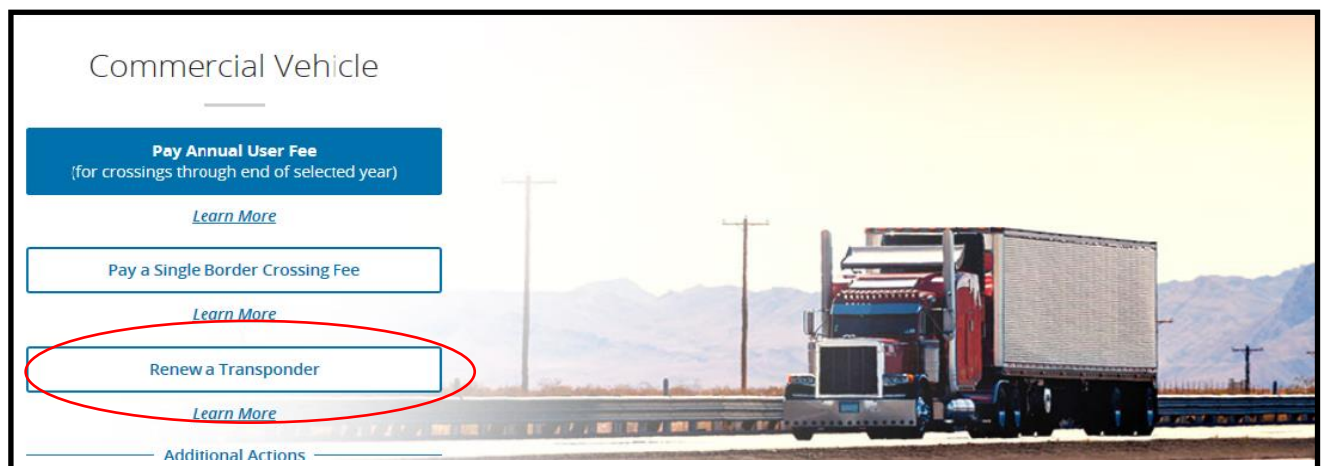 Commercial Vehicle
Pay Annual User Fee
(for crossings through end of selected year)
Learn More
Pay a Single Border Crossing Fee
Learn More
Renew a Transponder
Learn More
Additional Actions